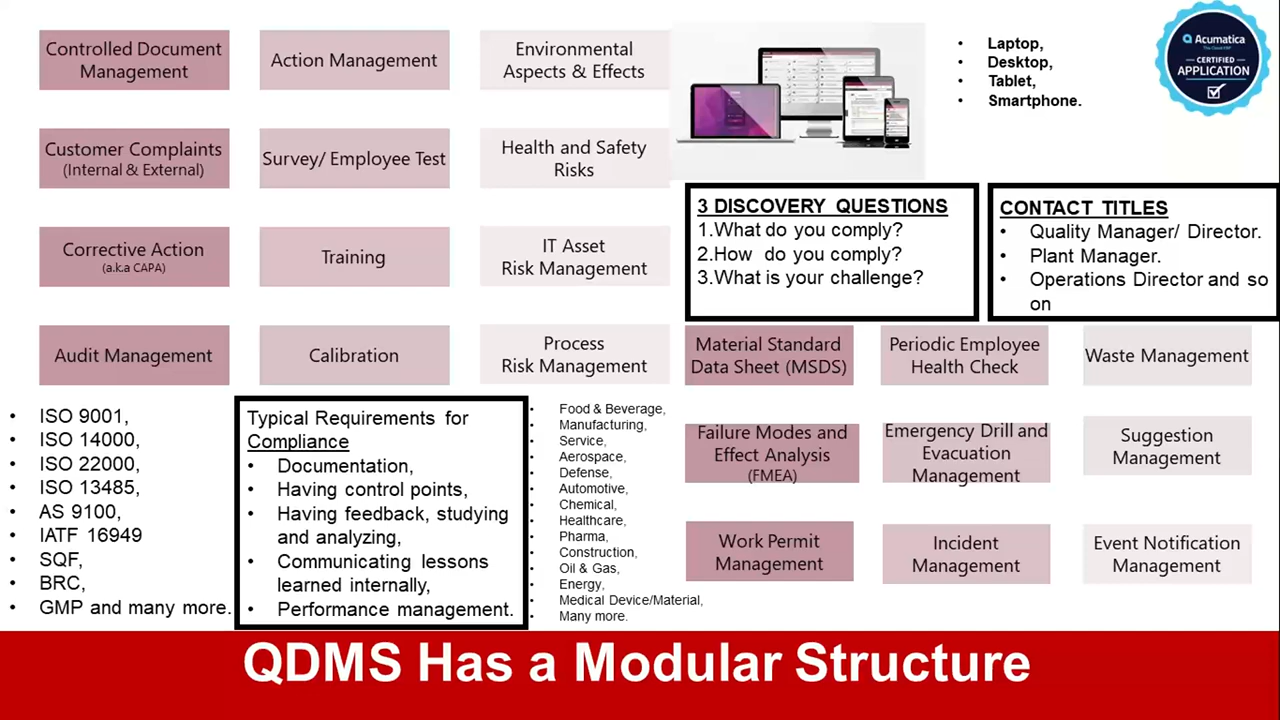 Controlled Document
Management
Action Management
Environmental
Aspects & Effects
• Laptop,
• Desktop,
• Tablet,
• Smartphone.
Acumatica
The Cloud ERP
CERTIFIED
APPLICATION
Customer Complaints
(Internal & External)
Survey/ Employee Test
Health and Safety
Risks
Corrective Action
(a.k.a CAPA)
Training
IT Asset
Risk Management
Audit Management
Calibration
Process
Risk Management
3 DISCOVERY QUESTIONS
1.What do you comply?
2.How do you comply?
3.What is your challenge?
CONTACT TITLES
• Quality Manager/ Director.
• Plant Manager.
• Operations Director and so
on
Material Standard
Data Sheet (MSDS)
Periodic Employee
Health Check
Waste Management
Failure Modes and
Effect Analysis
(FMEA)
Emergency Drill and
Evacuation
Management
Suggestion
Management
Work Permit
Management
Incident
Management
Event Notification
Management
• ISO 9001,
• ISO 14000,
• ISO 22000,
• ISO 13485,
• AS 9100,
• IATF 16949
• SQF,
• BRC,
• GMP and many more.
Typical Requirements for
Compliance
• Documentation,
• Having control points,
• Having feedback, studying
and analyzing,
• Communicating lessons
learned internally,
• Performance management.
• Food & Beverage,
• Manufacturing,
• Service,
• Aerospace,
• Defense,
• Automotive,
• Chemical,
• Healthcare,
• Pharma,
• Construction,
• Oil & Gas,
• Energy,
• Medical Device/Material,
• Many more.
QDMS Has a Modular Structure